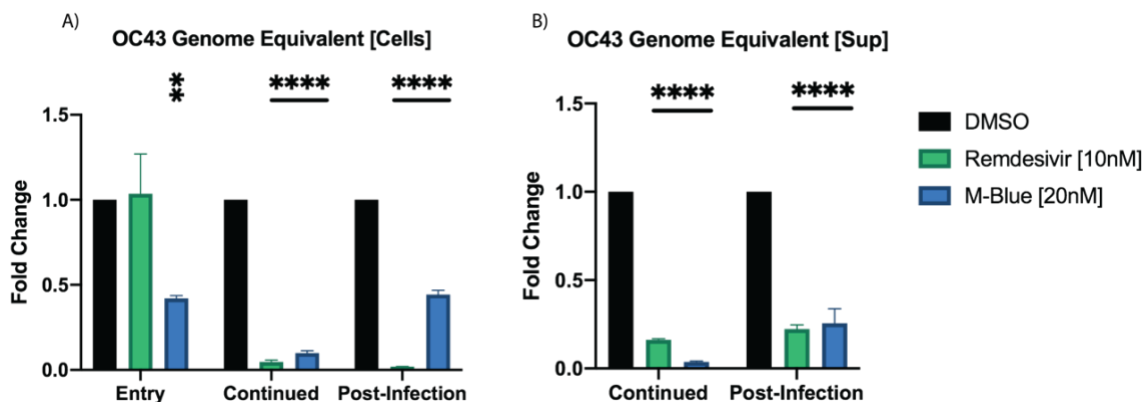 A)
OC43 Genome Equivalent [Cells]
** **** ****
Fold Change
1.5
1.0
0.5
0.0
Entry Continued Post-Infection
B)
OC43 Genome Equivalent [Sup]
**** ****
Fold Change
1.5
1.0
0.5
0.0
Continued Post-Infection
DMSO
Remdesivir [10nM]
M-Blue [20nM]